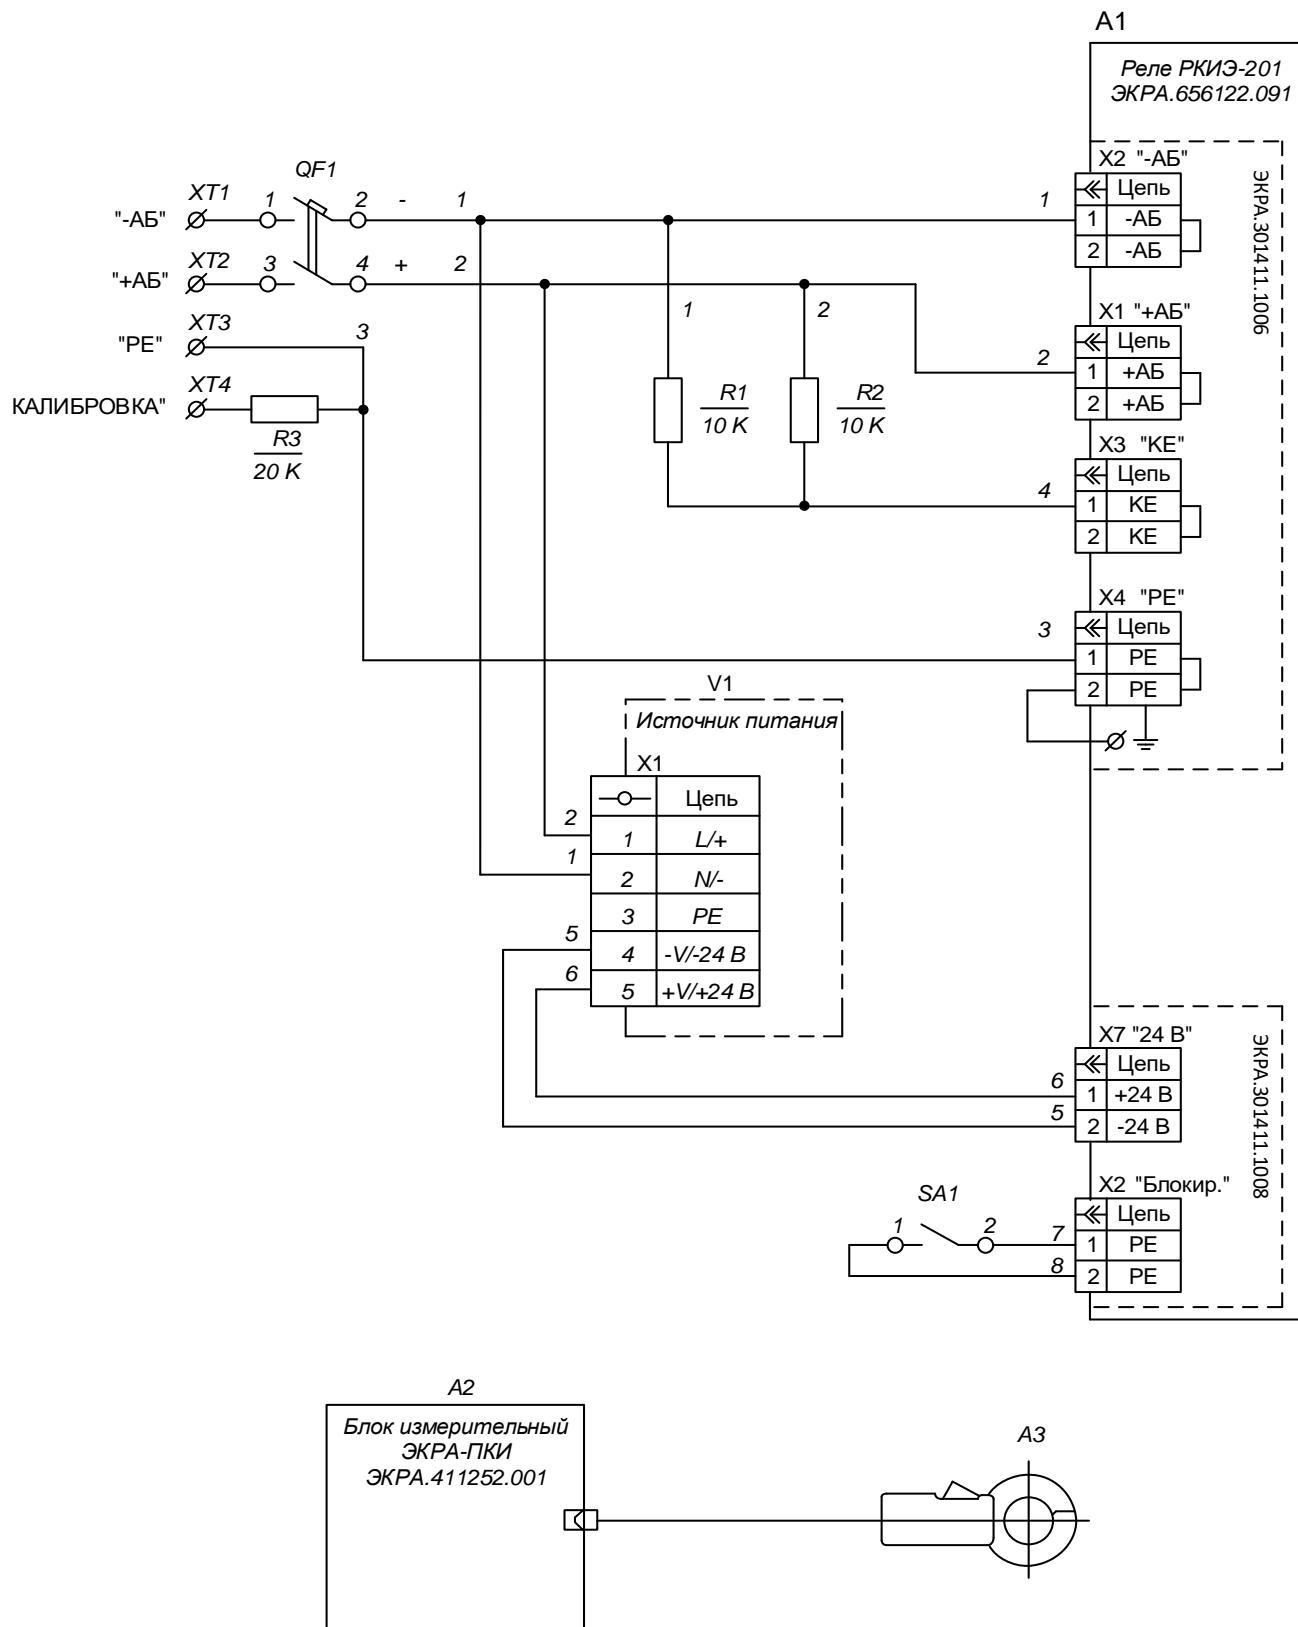 A1
Реле РКИЭ-201
ЭКРА.656122.091
ЭКРА.301411.1006
X2 "-АБ"
Цепь
1 -АБ
2 -АБ
X1 "+АБ"
Цепь
1 +АБ
2 +АБ
X3 "КЕ"
Цепь
1 КЕ
2 КЕ
X4 "РЕ"
Цепь
1 РЕ
2 РЕ
QF1
"-АБ" XT1 1 2 - 1 1
"+АБ" XT2 3 4 + 2 2
"РЕ" XT3 3 3
КАЛИБРОВКА" XT4
R3
20 К
1
R1
10 К
2
R2
10 К
4
V1
Источник питания
X1
Цепь
2 1 L/+
1 2 N/-
3 PE
5 4 -V/-24 В
6 5 +V/+24 В
ЭКРА.301411.1008
X7 "24 В"
Цепь
6 1 +24 В
5 2 -24 В
X2 "Блокир."
Цепь
SA1
1 2 7 1 РЕ
8 2 РЕ
A2
Блок измерительный
ЭКРА-ПКИ
ЭКРА.411252.001
A3